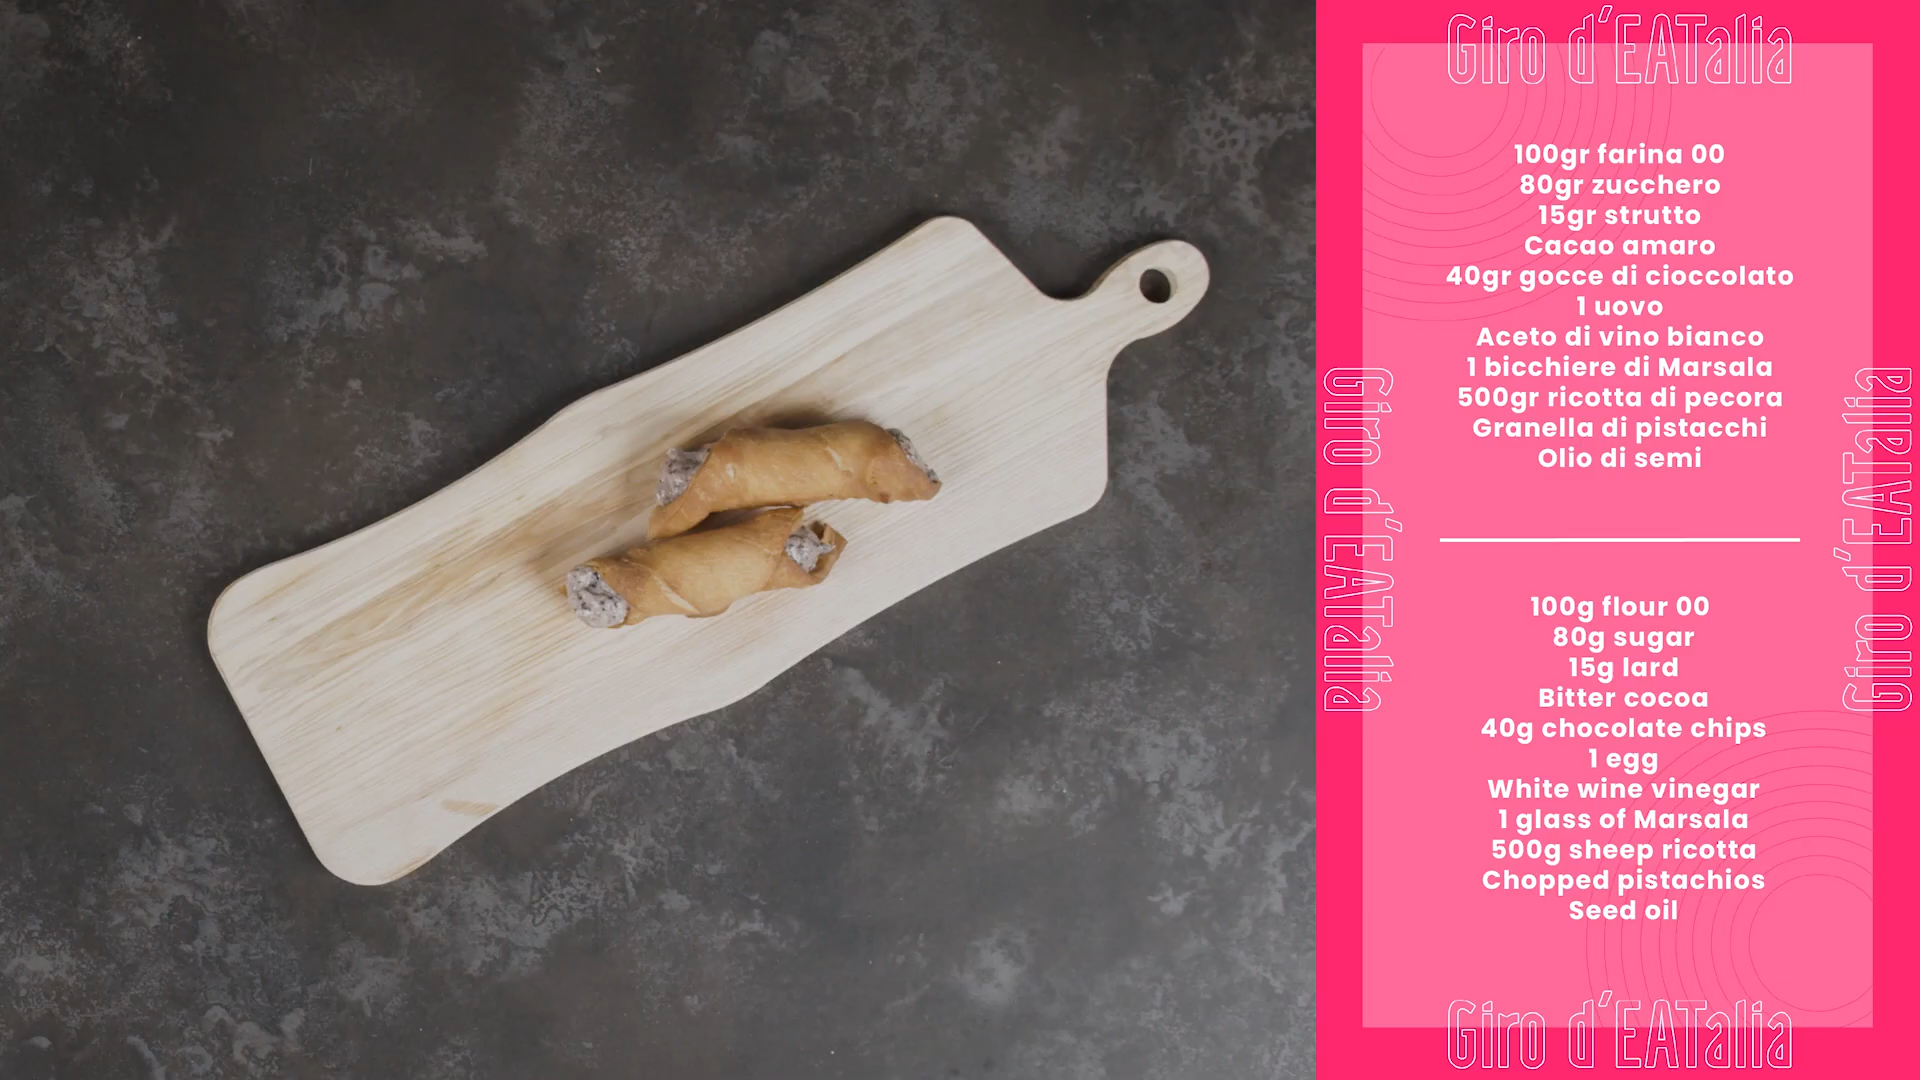 Giro d'EATalia
100gr farina 00
80gr zucchero
15gr strutto
Cacao amaro
40gr gocce di cioccolato
1 uovo
Aceto di vino bianco
1 bicchiere di Marsala
500gr ricotta di pecora
Granella di pistacchi
Olio di semi
Giro d'EATalia
Giro d'EATalia
100g flour 00
80g sugar
15g lard
Bitter cocoa
40g chocolate chips
1 egg
White wine vinegar
1 glass of Marsala
500g sheep ricotta
Chopped pistachios
Seed oil
Giro d'EATalia